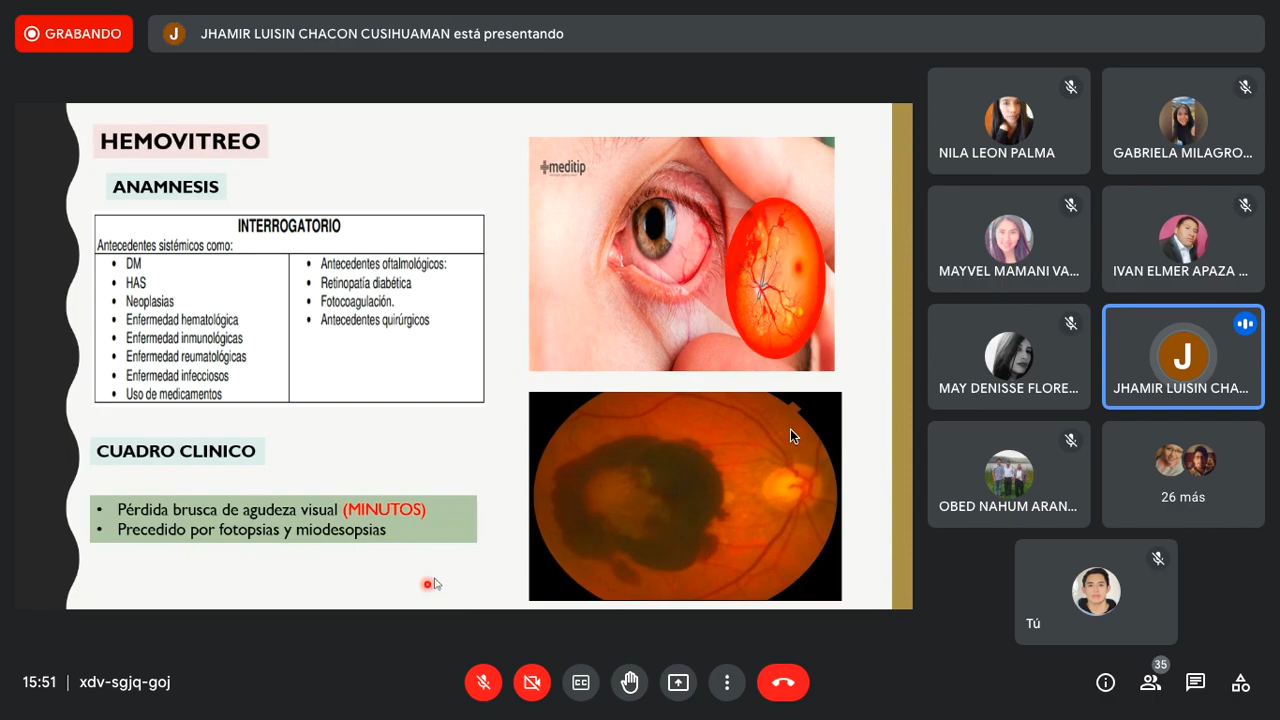 GRABANDO
J
JHAMIR LUISIN CHACON CUSIHUAMAN está presentando
HEMOVITREO
ANAMNESIS
INTERROGATORIO
Antecedentes sistémicos como:
• DM
• HAS
• Neoplasias
• Enfermedad hematológica
• Enfermedad inmunológicas
• Enfermedad reumatológicas
• Enfermedad infecciosos
• Uso de medicamentos
• Antecedentes oftalmológicos:
• Retinopatía diabética
• Fotocoagulación.
• Antecedentes quirúrgicos
CUADRO CLINICO
• Pérdida brusca de agudeza visual (MINUTOS)
• Precedido por fotopsias y miodesopsias
meditip
NILA LEON PALMA
GABRIELA MILAGRO...
MAYVEL MAMANI VA...
IVAN ELMER APAZA ...
MAY DENISSE FLORE...
J
JHAMIR LUISIN CHA...
OBED NAHUM ARAN...
26 más
Tú
15:51 | xdv-sgjq-goj
CC
35